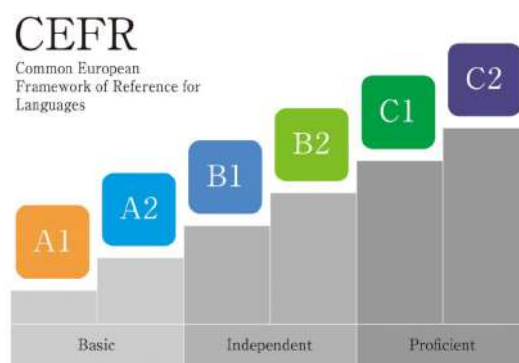 CEFR
Common European
Framework of Reference for
Languages
A1
A2
B1
B2
C1
C2
Basic
Independent
Proficient